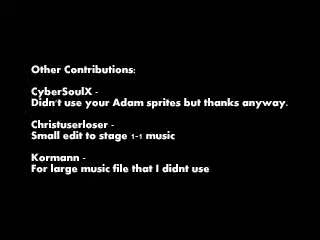 Other Contributions:
CyberSoulX -
Didn't use your Adam sprites but thanks anyway.
Christuserloser -
Small edit to stage 1-1 music
Kormann -
For large music file that I didnt use